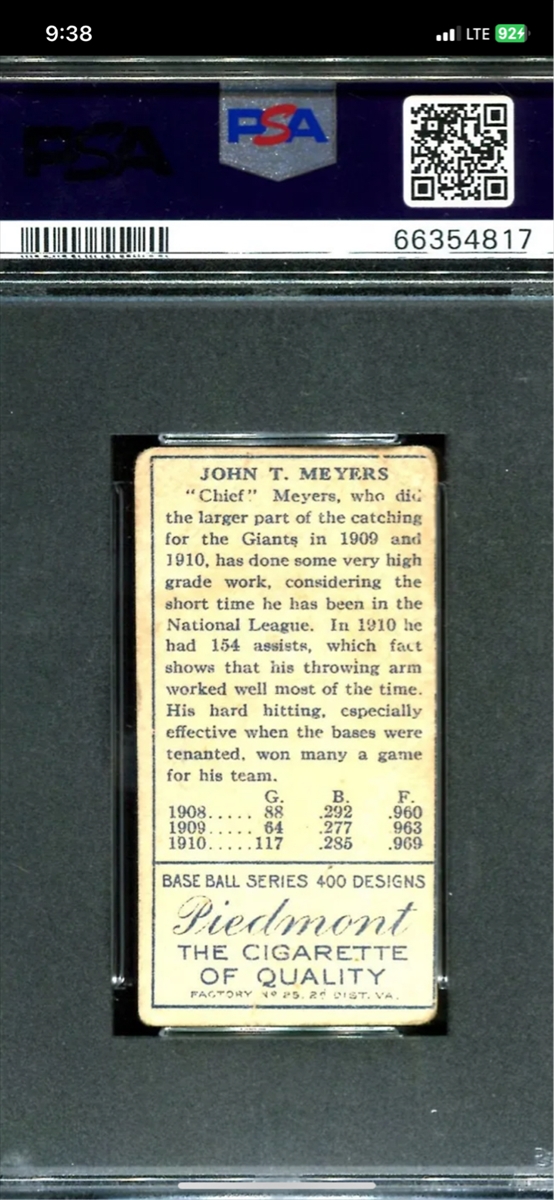 9:38
LTE 92
PSA
PSA
66354817
JOHN T. MEYERS
"Chief" Meyers, who did
the larger part of the catching
for the Giants in 1909 and
1910, has done some very high
grade work, considering the
short time he has been in the
National League. In 1910 he
had 154 assists, which fact
shows that his throwing arm
worked well most of the time.
His hard hitting, especially
effective when the bases were
tenanted, won many a game
for his team.
G. B. F.
1908..... 88 .292 .960
1909..... 64 .277 .963
1910.....117 .285 .969
BASE BALL SERIES 400 DESIGNS
Piedmont
THE CIGARETTE
OF QUALITY
FACTORY Nº 25, 2d DIST. VA.